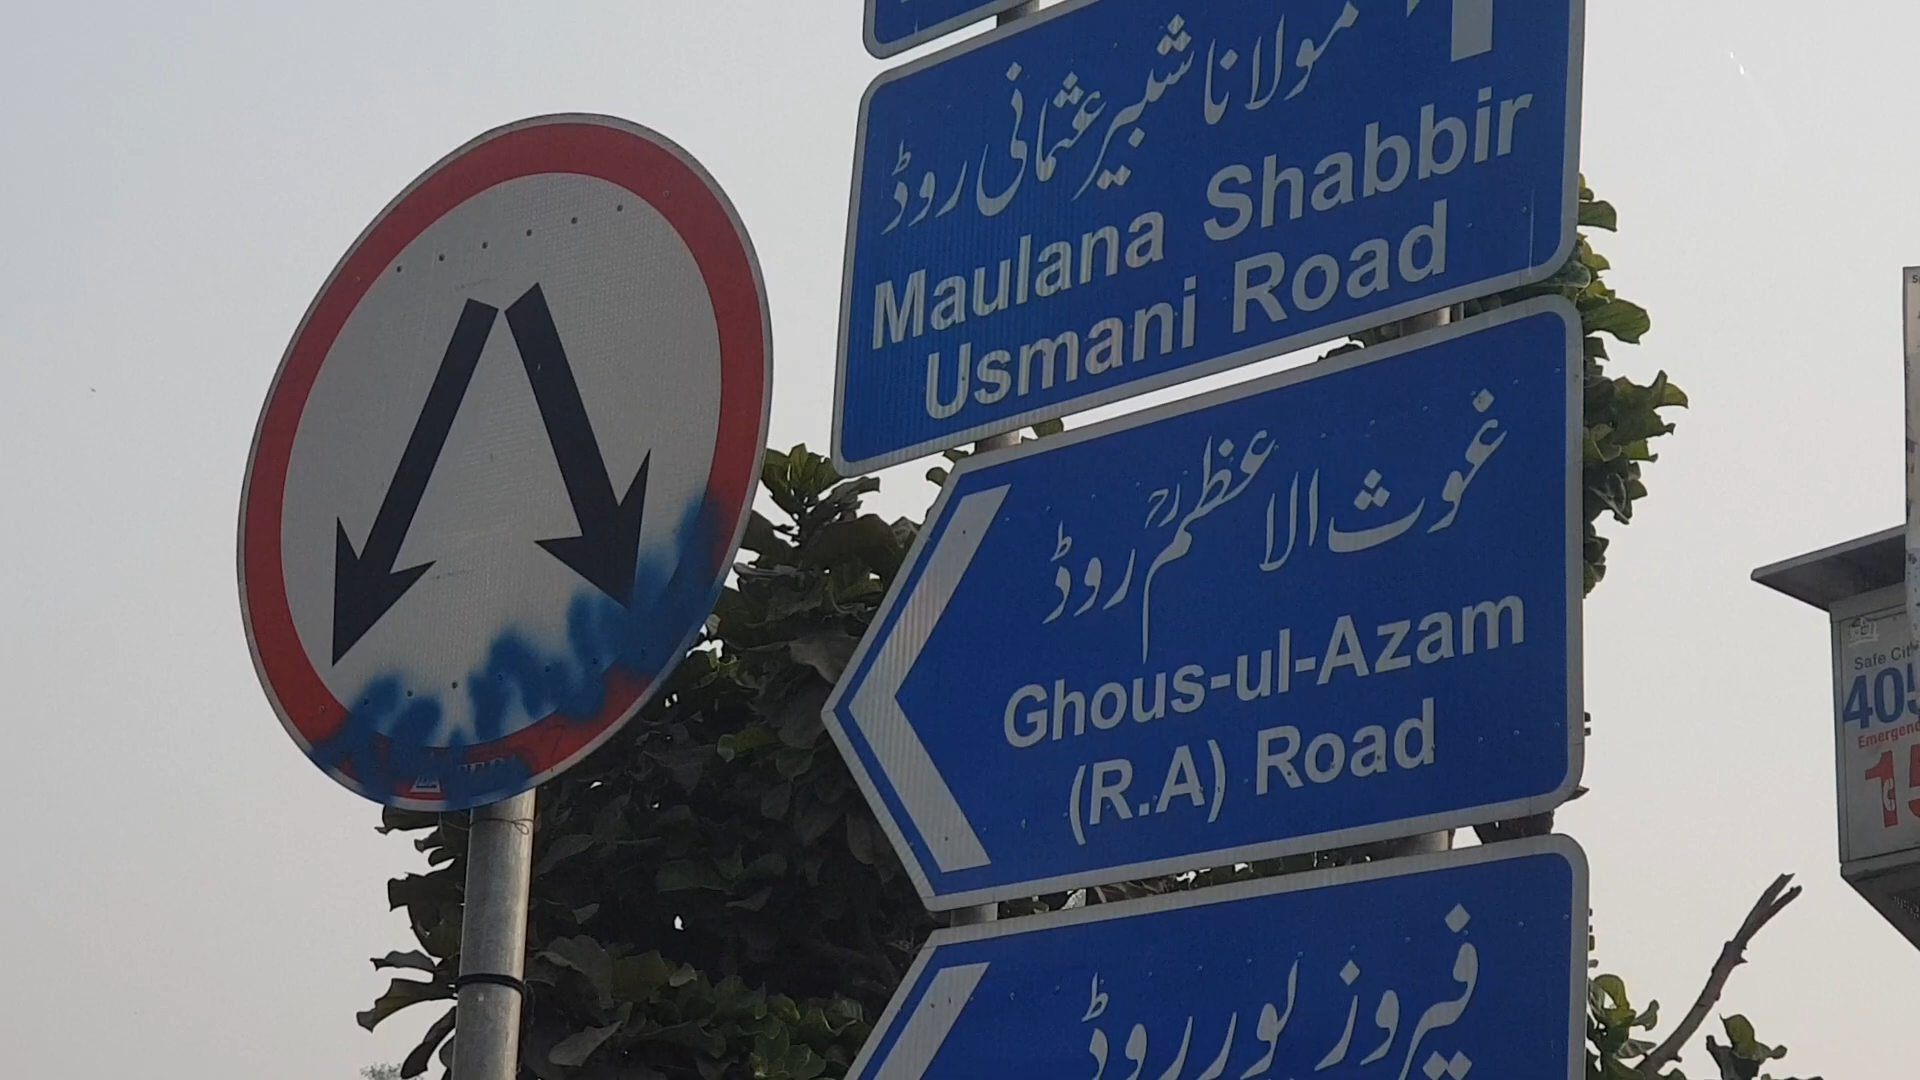 مولانا شبیر عثمانی روڈ
Maulana Shabbir
Usmani Road
غوث الاعظمؒ روڈ
Ghous-ul-Azam
(R.A) Road
فیروز پور روڈ
Safe Cit
405
Emergenc
15